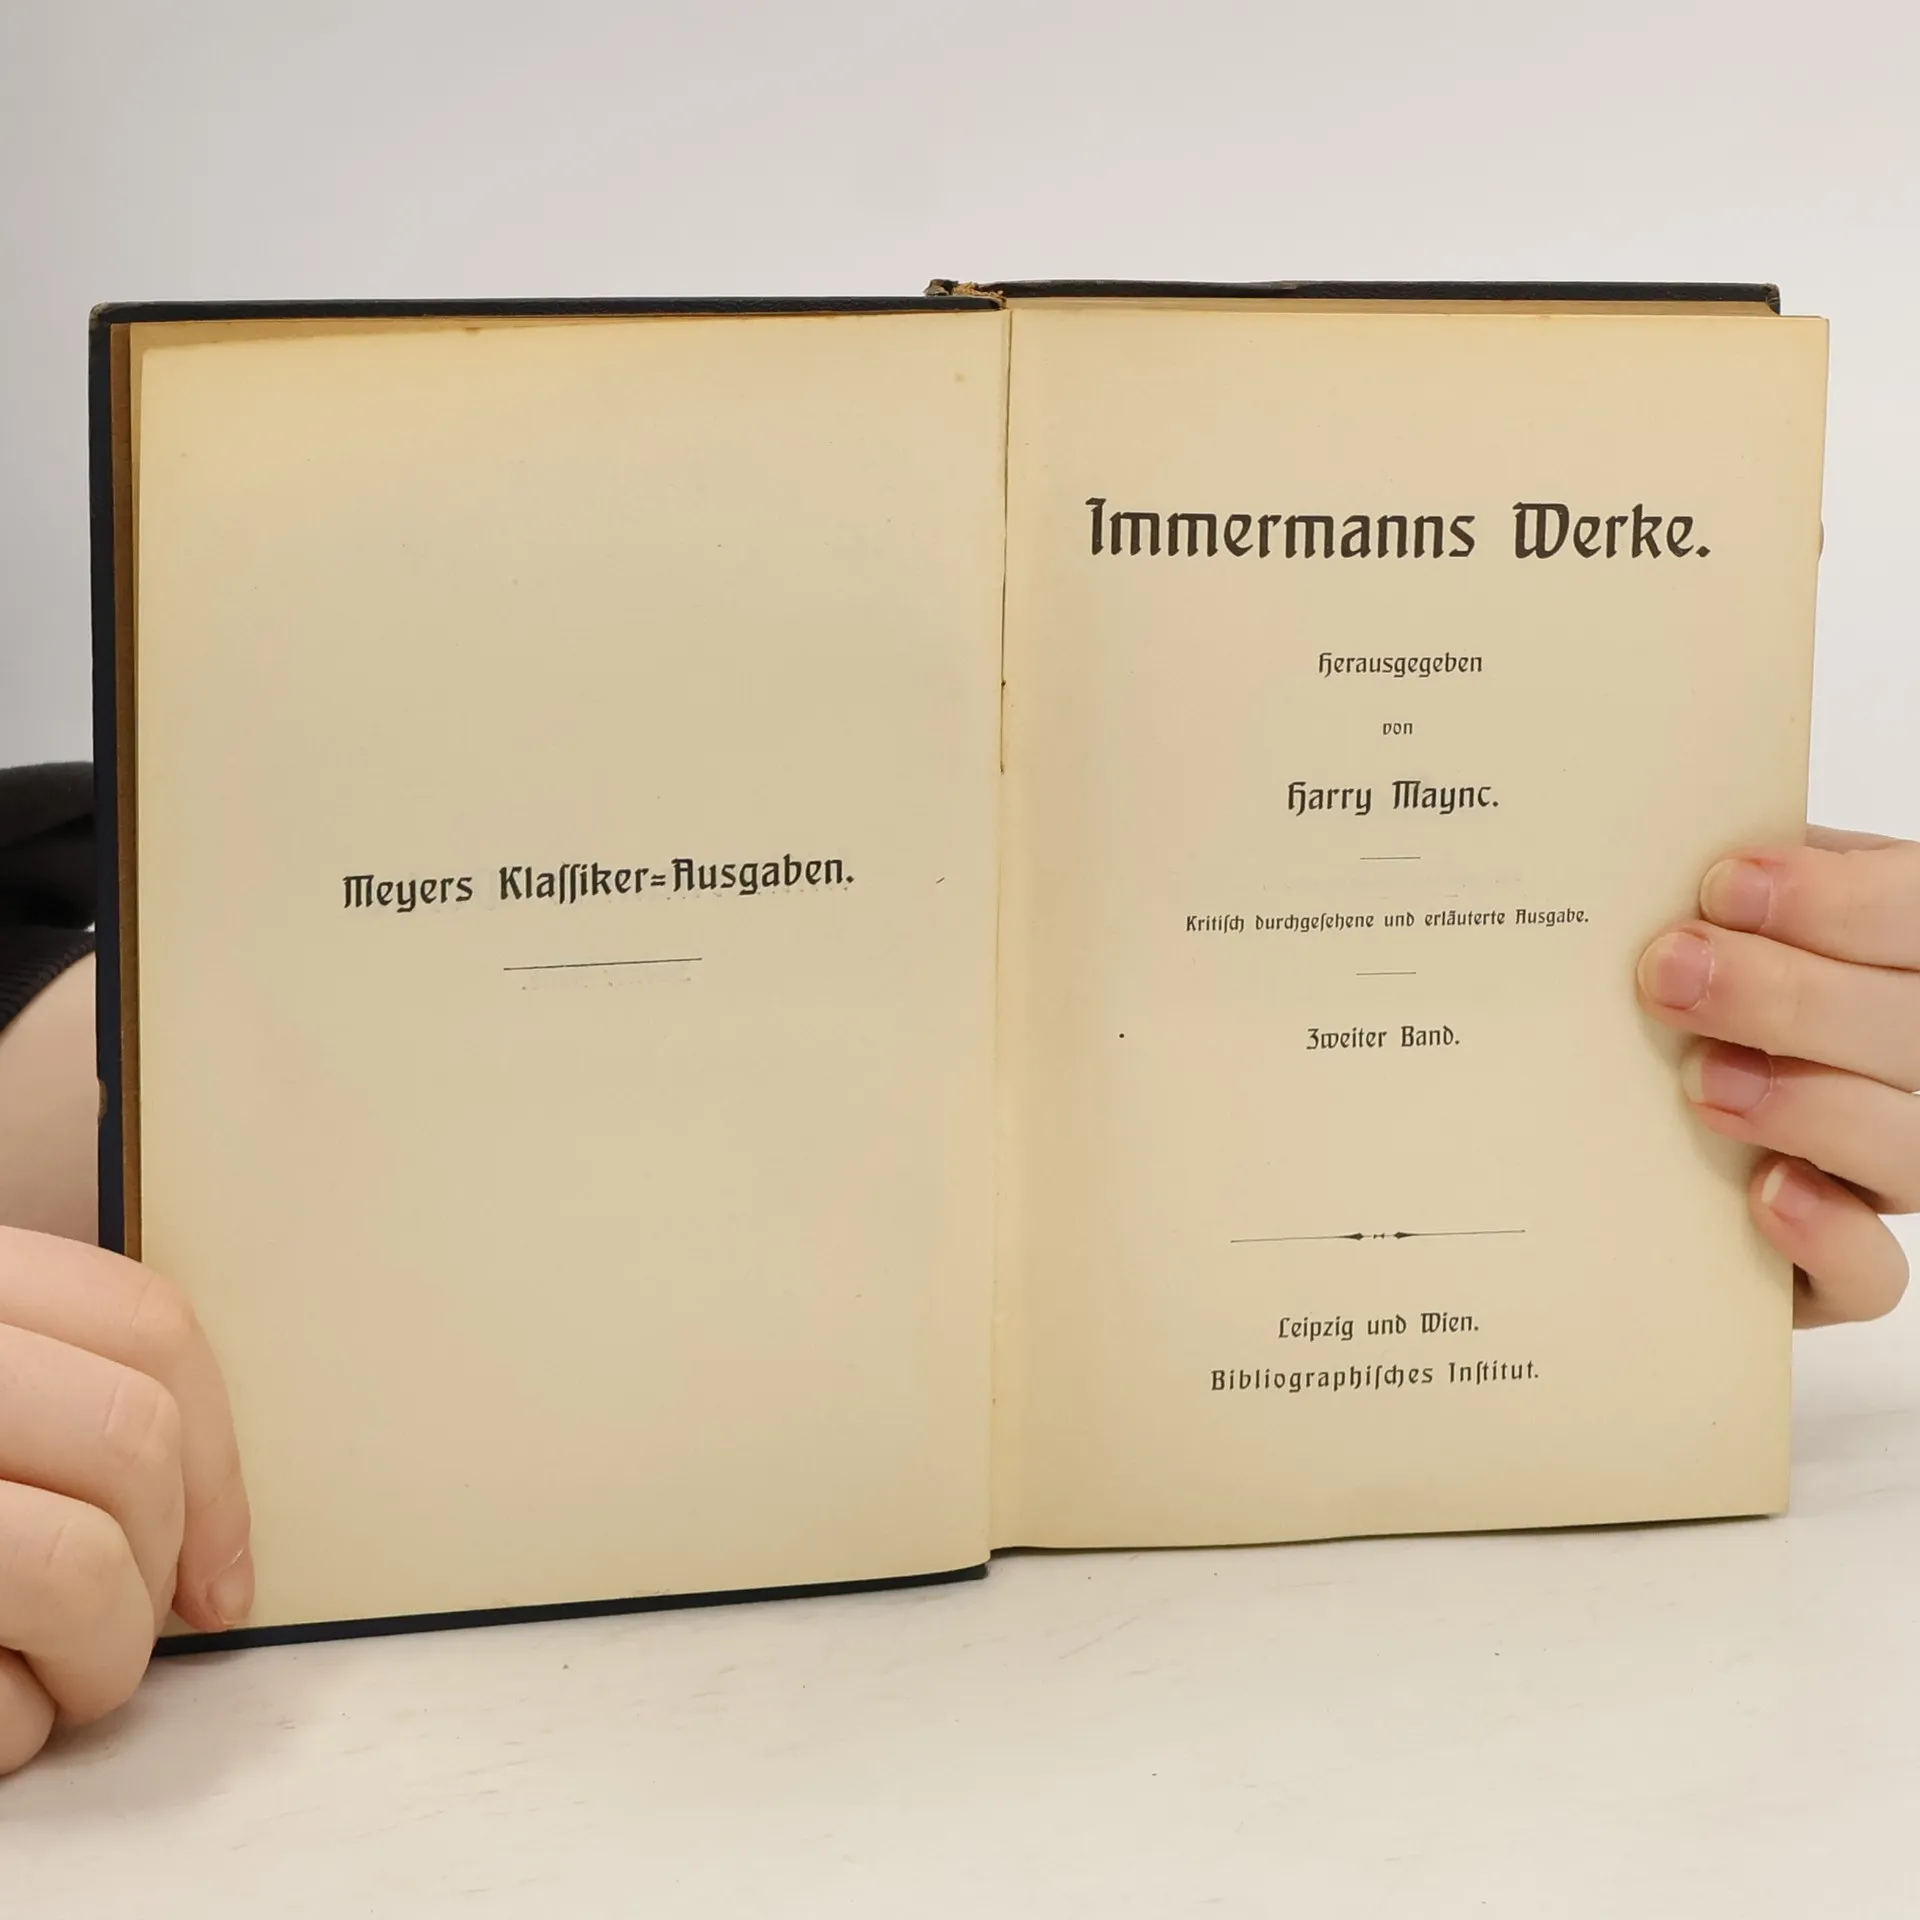 Meyers Klaſſiker=Ausgaben.
Immermanns Werke.
Herausgegeben
von
Harry Maync.
Kritiſch durchgeſehene und erläuterte Ausgabe.
Zweiter Band.
Leipzig und Wien.
Bibliographiſches Inſtitut.